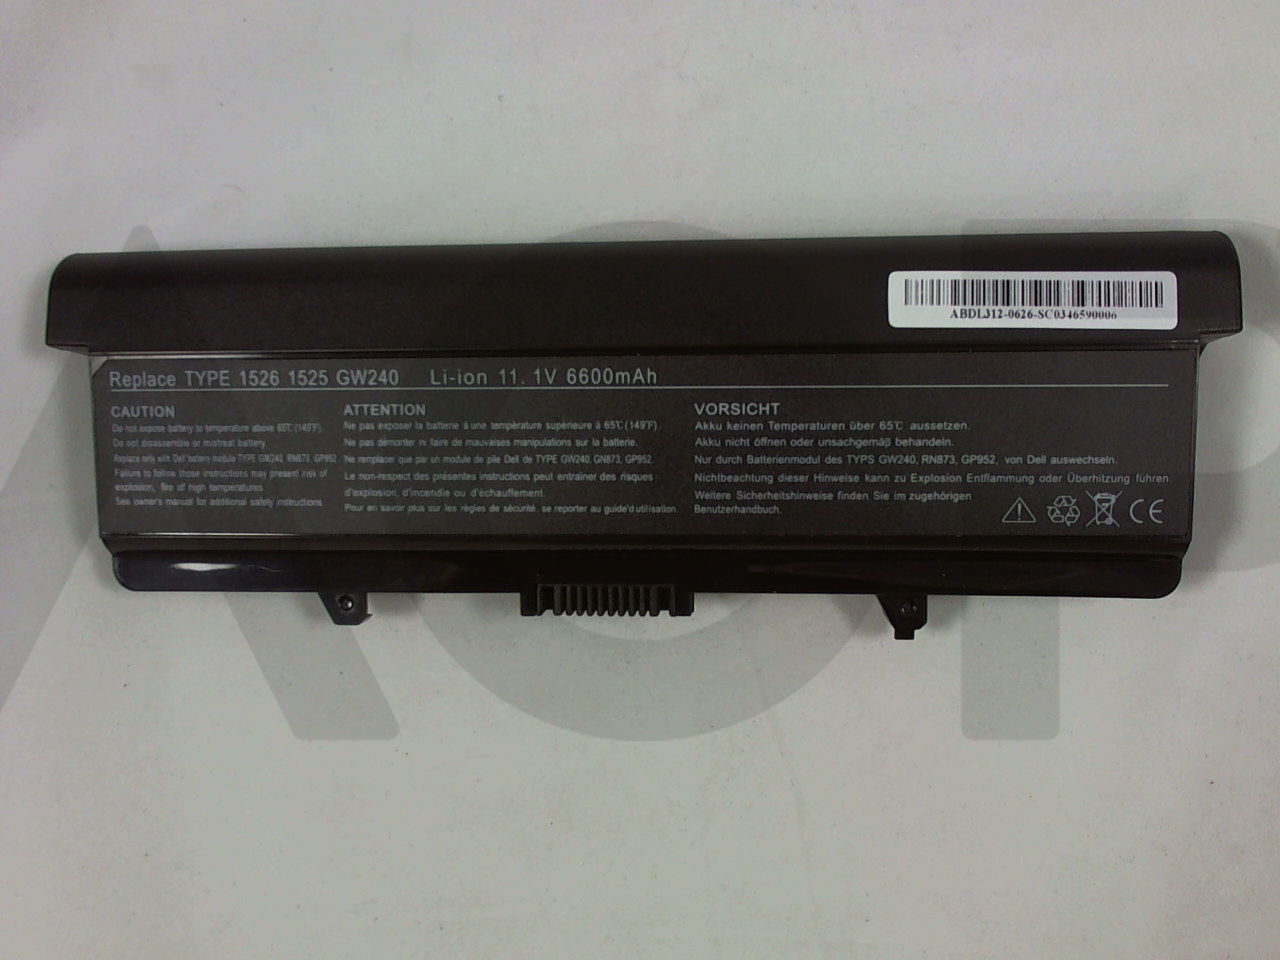 ABDL312-0626-SC0346590006
Replace TYPE 1526 1525 GW240 Li-ion 11.1V 6600mAh
CAUTION
Do not expose battery to temperature above 65℃(149℉).
Do not disassemble or mistreat battery.
Replace only with Dell battery module TYPE GW240, RN873, GP952.
Failure to follow those instructions may present risk of
explosion, fire of high temperatures.
See owner's manual for additional safety instructions
ATTENTION
Ne pas exposer la batterie à une température supérieure à 65℃(149℉).
Ne pas démonter ni faire de mauvaises manipulations sur la batterie.
Ne remplacer que par un module de pile Dell de TYPE GW240, GN873, GP952.
Le non-respect des présentes instructions peut entraîner des risques
d'explosion, d'incendie ou d'échauffement.
Pour en savoir plus sur les règles de sécurité, se reporter au guide'd utilisation.
VORSICHT
Akku keinen Temperaturen über 65℃ aussetzen.
Akku nicht öffnen oder unsachgemäß behandeln.
Nur durch Batterienmodul des TYPS GW240, RN873, GP952, von Dell auswechseln.
Nichtbeachtung dieser Hinweise kann zu Explosion Entflammung oder Überhitzung führen.
Weitere Sicherheitshinweise finden Sie im zugehörigen
Benutzerhandbuch.
CE